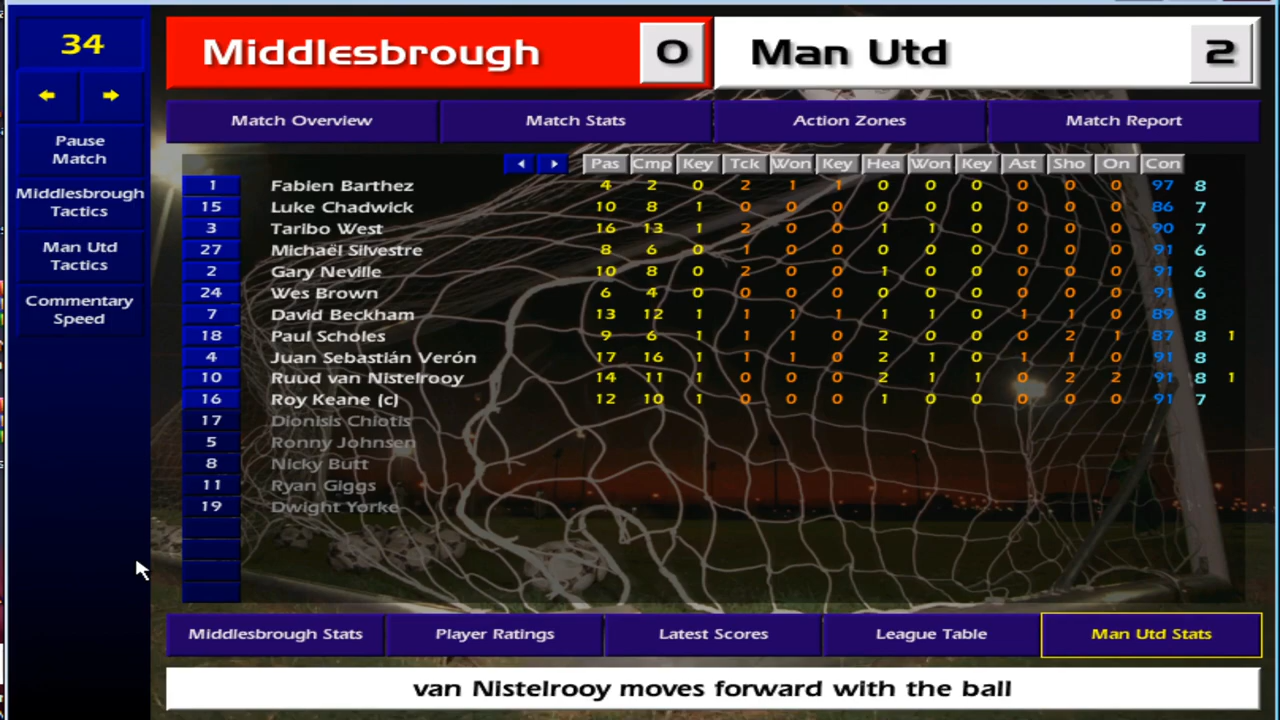 34
Middlesbrough 0 Man Utd 2
Match Overview Match Stats Action Zones Match Report
Pause Match
Middlesbrough Tactics
Man Utd Tactics
Commentary Speed
Pas Cmp Key Tck Won Key Hea Won Key Ast Sho On Con
1 Fabien Barthez 4 2 0 2 1 1 0 0 0 0 0 0 97 8
15 Luke Chadwick 10 8 1 0 0 0 0 0 0 0 0 0 86 7
3 Taribo West 16 13 1 2 0 0 1 1 0 0 0 0 90 7
27 Michaël Silvestre 8 6 0 1 0 0 0 0 0 0 0 0 91 6
2 Gary Neville 10 8 0 2 0 0 1 0 0 0 0 0 91 6
24 Wes Brown 6 4 0 0 0 0 0 0 0 0 0 0 91 6
7 David Beckham 13 12 1 1 1 1 1 1 0 1 1 0 89 8
18 Paul Scholes 9 6 1 1 1 0 2 0 0 0 2 1 87 8 1
4 Juan Sebastián Verón 17 16 1 1 1 0 2 1 0 1 1 0 91 8
10 Ruud van Nistelrooy 14 11 1 0 0 0 2 1 1 0 2 2 91 8 1
16 Roy Keane (c) 12 10 1 0 0 0 1 0 0 0 0 0 91 7
17 Dionisis Chiotis
5 Ronny Johnsen
8 Nicky Butt
11 Ryan Giggs
19 Dwight Yorke
Middlesbrough Stats Player Ratings Latest Scores League Table Man Utd Stats
van Nistelrooy moves forward with the ball